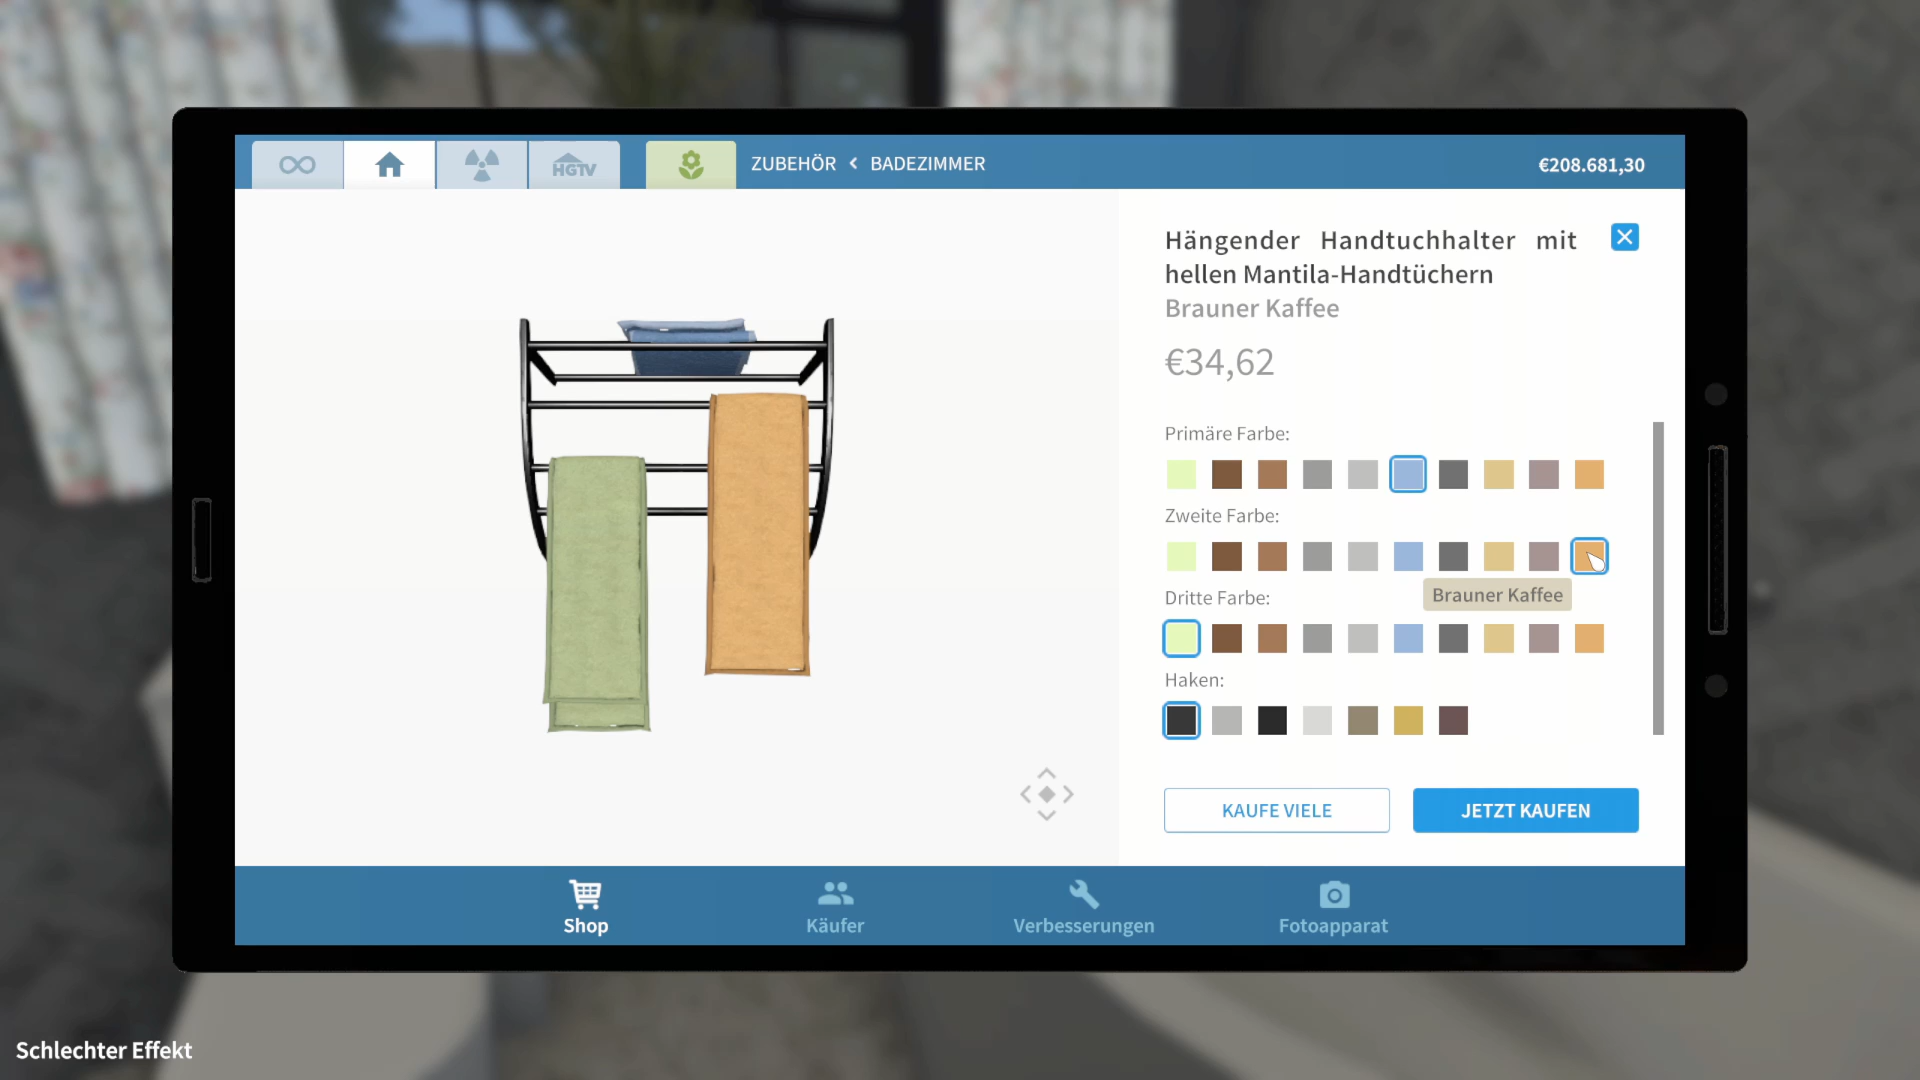 HGTV
ZUBEHÖR < BADEZIMMER
€208.681,30
Hängender Handtuchhalter mit
hellen Mantila-Handtüchern
Brauner Kaffee
€34,62
Primäre Farbe:
Zweite Farbe:
Brauner Kaffee
Dritte Farbe:
Haken:
KAUFE VIELE
JETZT KAUFEN
Shop
Käufer
Verbesserungen
Fotoapparat
Schlechter Effekt